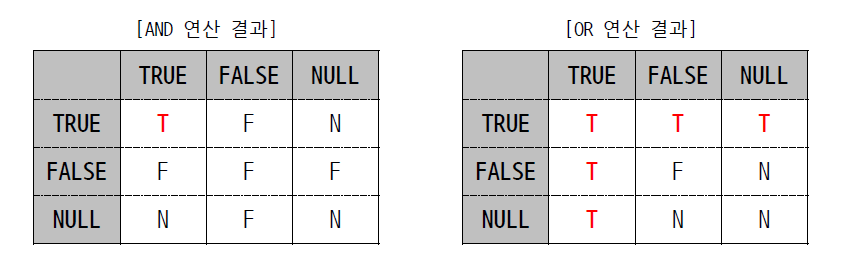 [AND 연산 결과]
TRUE FALSE NULL
TRUE T F N
FALSE F F F
NULL N F N
[OR 연산 결과]
TRUE FALSE NULL
TRUE T T T
FALSE T F N
NULL T N N